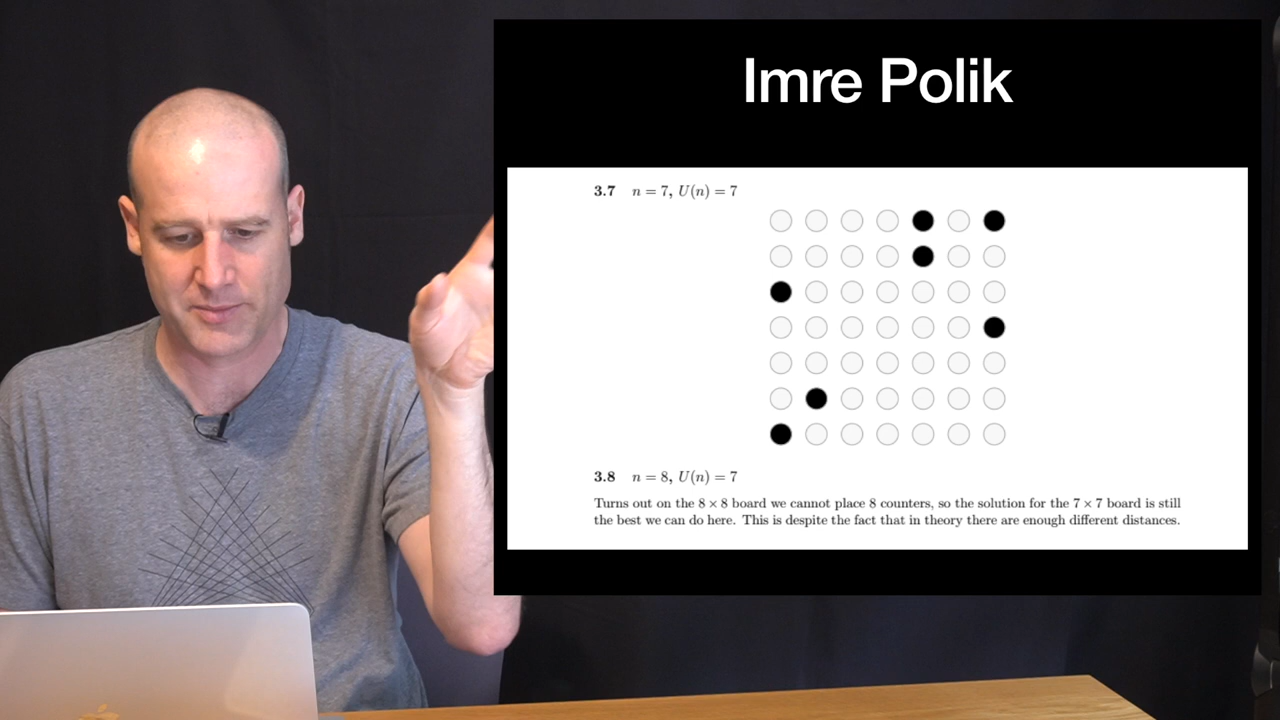 Imre Polik
3.7 n = 7, U(n) = 7
3.8 n = 8, U(n) = 7
Turns out on the 8 × 8 board we cannot place 8 counters, so the solution for the 7 × 7 board is still
the best we can do here. This is despite the fact that in theory there are enough different distances.